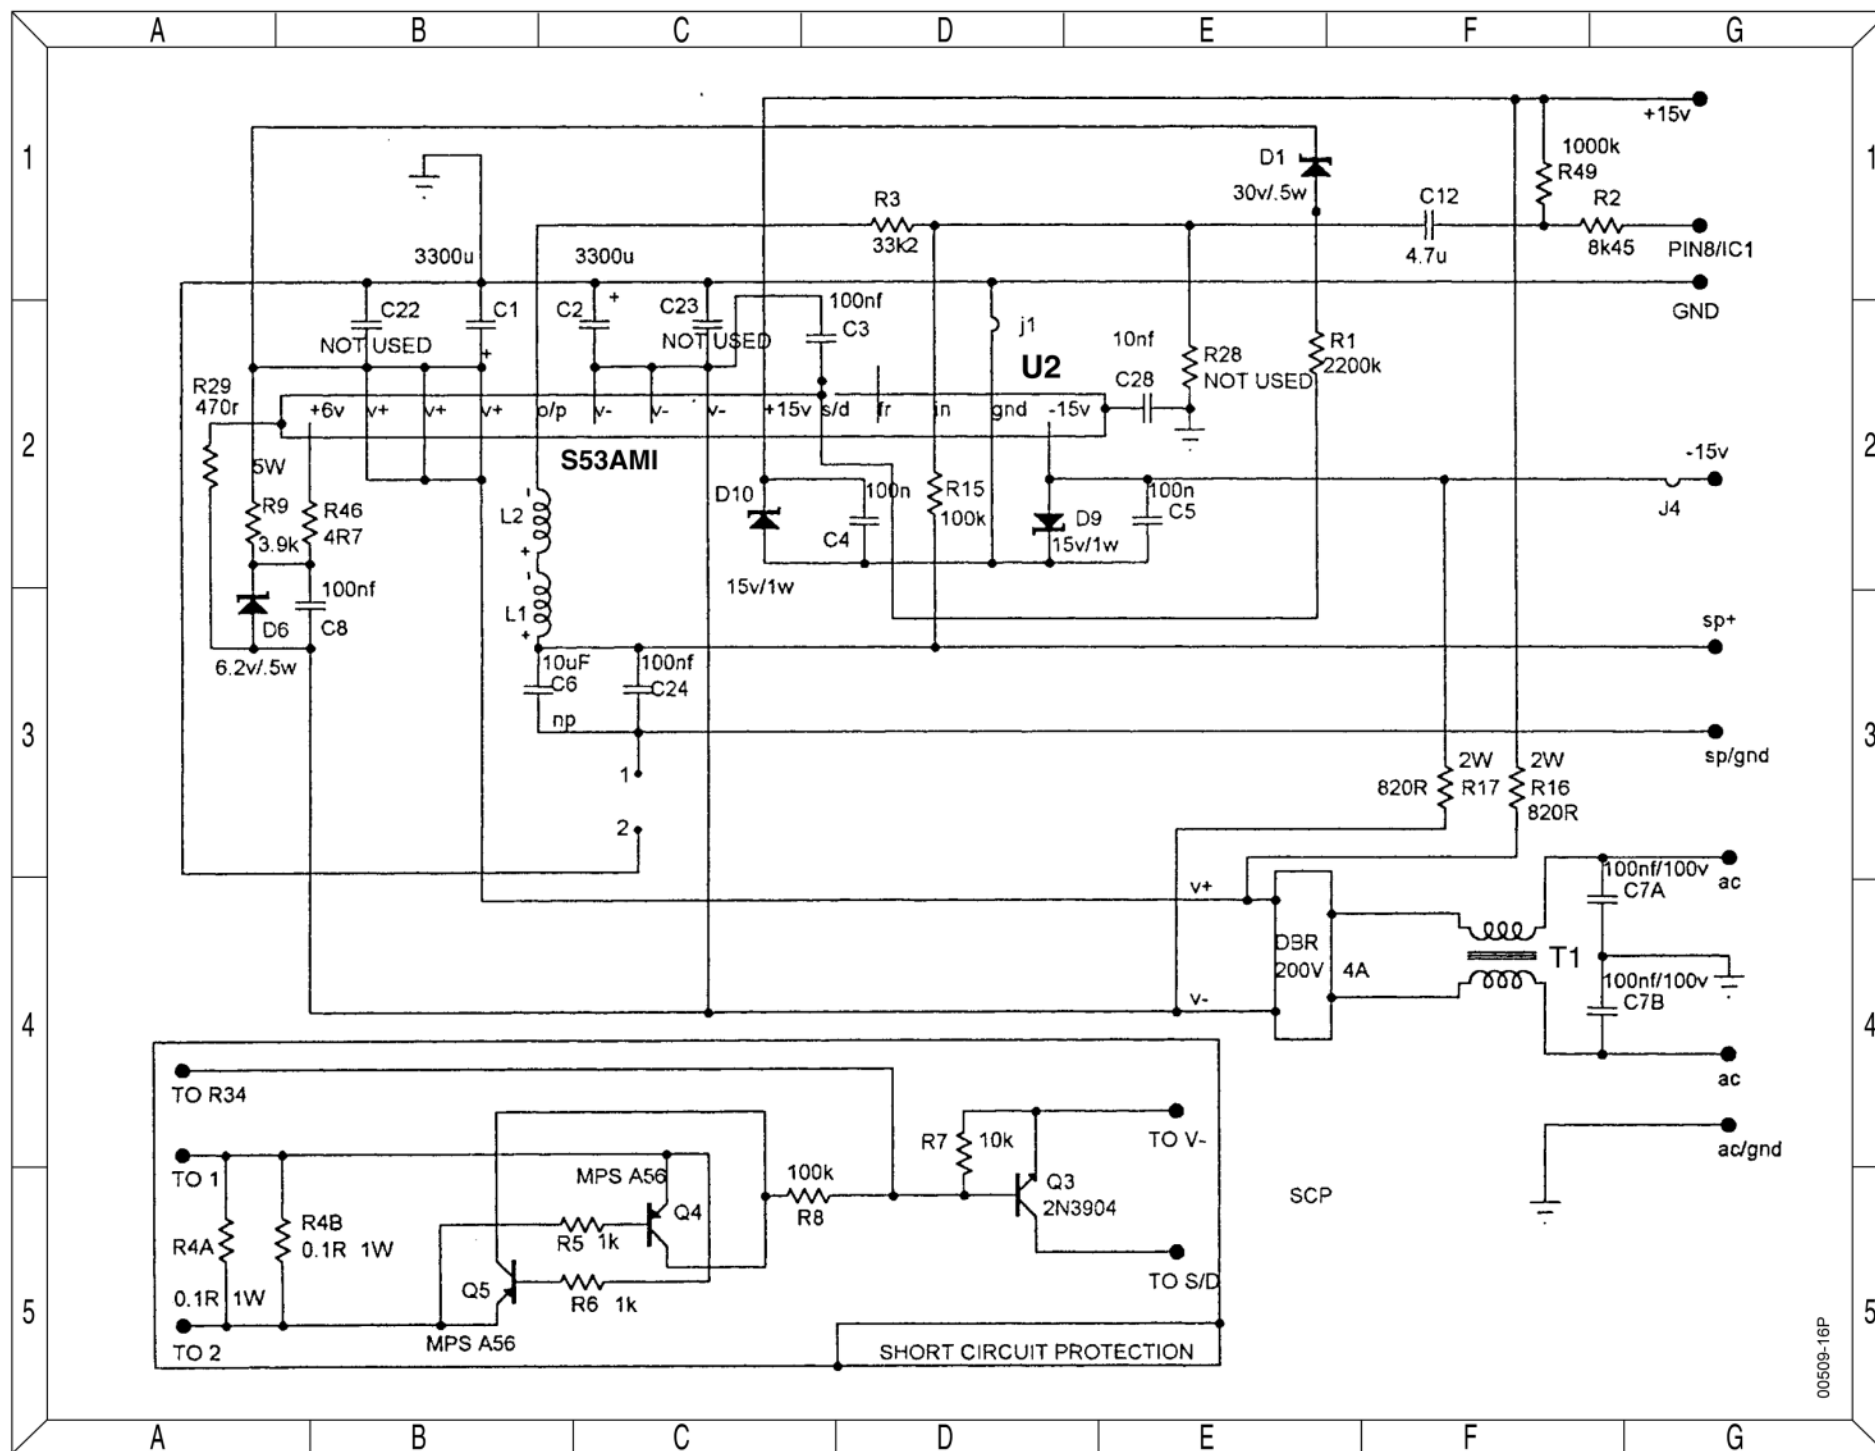 A B C D E F G
+15v
1 1
1000k
D1
R49
30v/.5w
C12
R2
R3
33k2
4.7u
8k45
PIN8/IC1
3300u
3300u
+
100nf
GND
C22
C1
C2
C23
C3
j1
10nf
R1
NOT USED
+
NOT USED
U2
R28
2200k
R29
C28
NOT USED
470r
+6v v+ v+ v+ o/p v- v- v- +15v s/d fr in gnd -15v
2 2
5W
S53AMI
-15v
R9
R46
-
L2
D10
100n
R15
100k
D9
100n
C5
J4
3.9k
4R7
+
C4
15v/1w
-
100nf
15v/1w
L1
D6
C8
+
sp+
6.2v/.5w
10uF
100nf
C6
C24
np
3 3
sp/gnd
1
2W
2W
820R
R17
R16
820R
2
100nf/100v
ac
v+
C7A
DBR
T1
200V
4A
100nf/100v
v-
C7B
4 4
ac
TO R34
R7
10k
TO V-
ac/gnd
TO 1
MPS A56
100k
Q3
R4B
Q4
2N3904
SCP
R8
R4A
0.1R 1W
R5
1k
Q5
TO S/D
0.1R 1W
R6
1k
5 5
MPS A56
TO 2
SHORT CIRCUIT PROTECTION
00509-16P
A B C D E F G